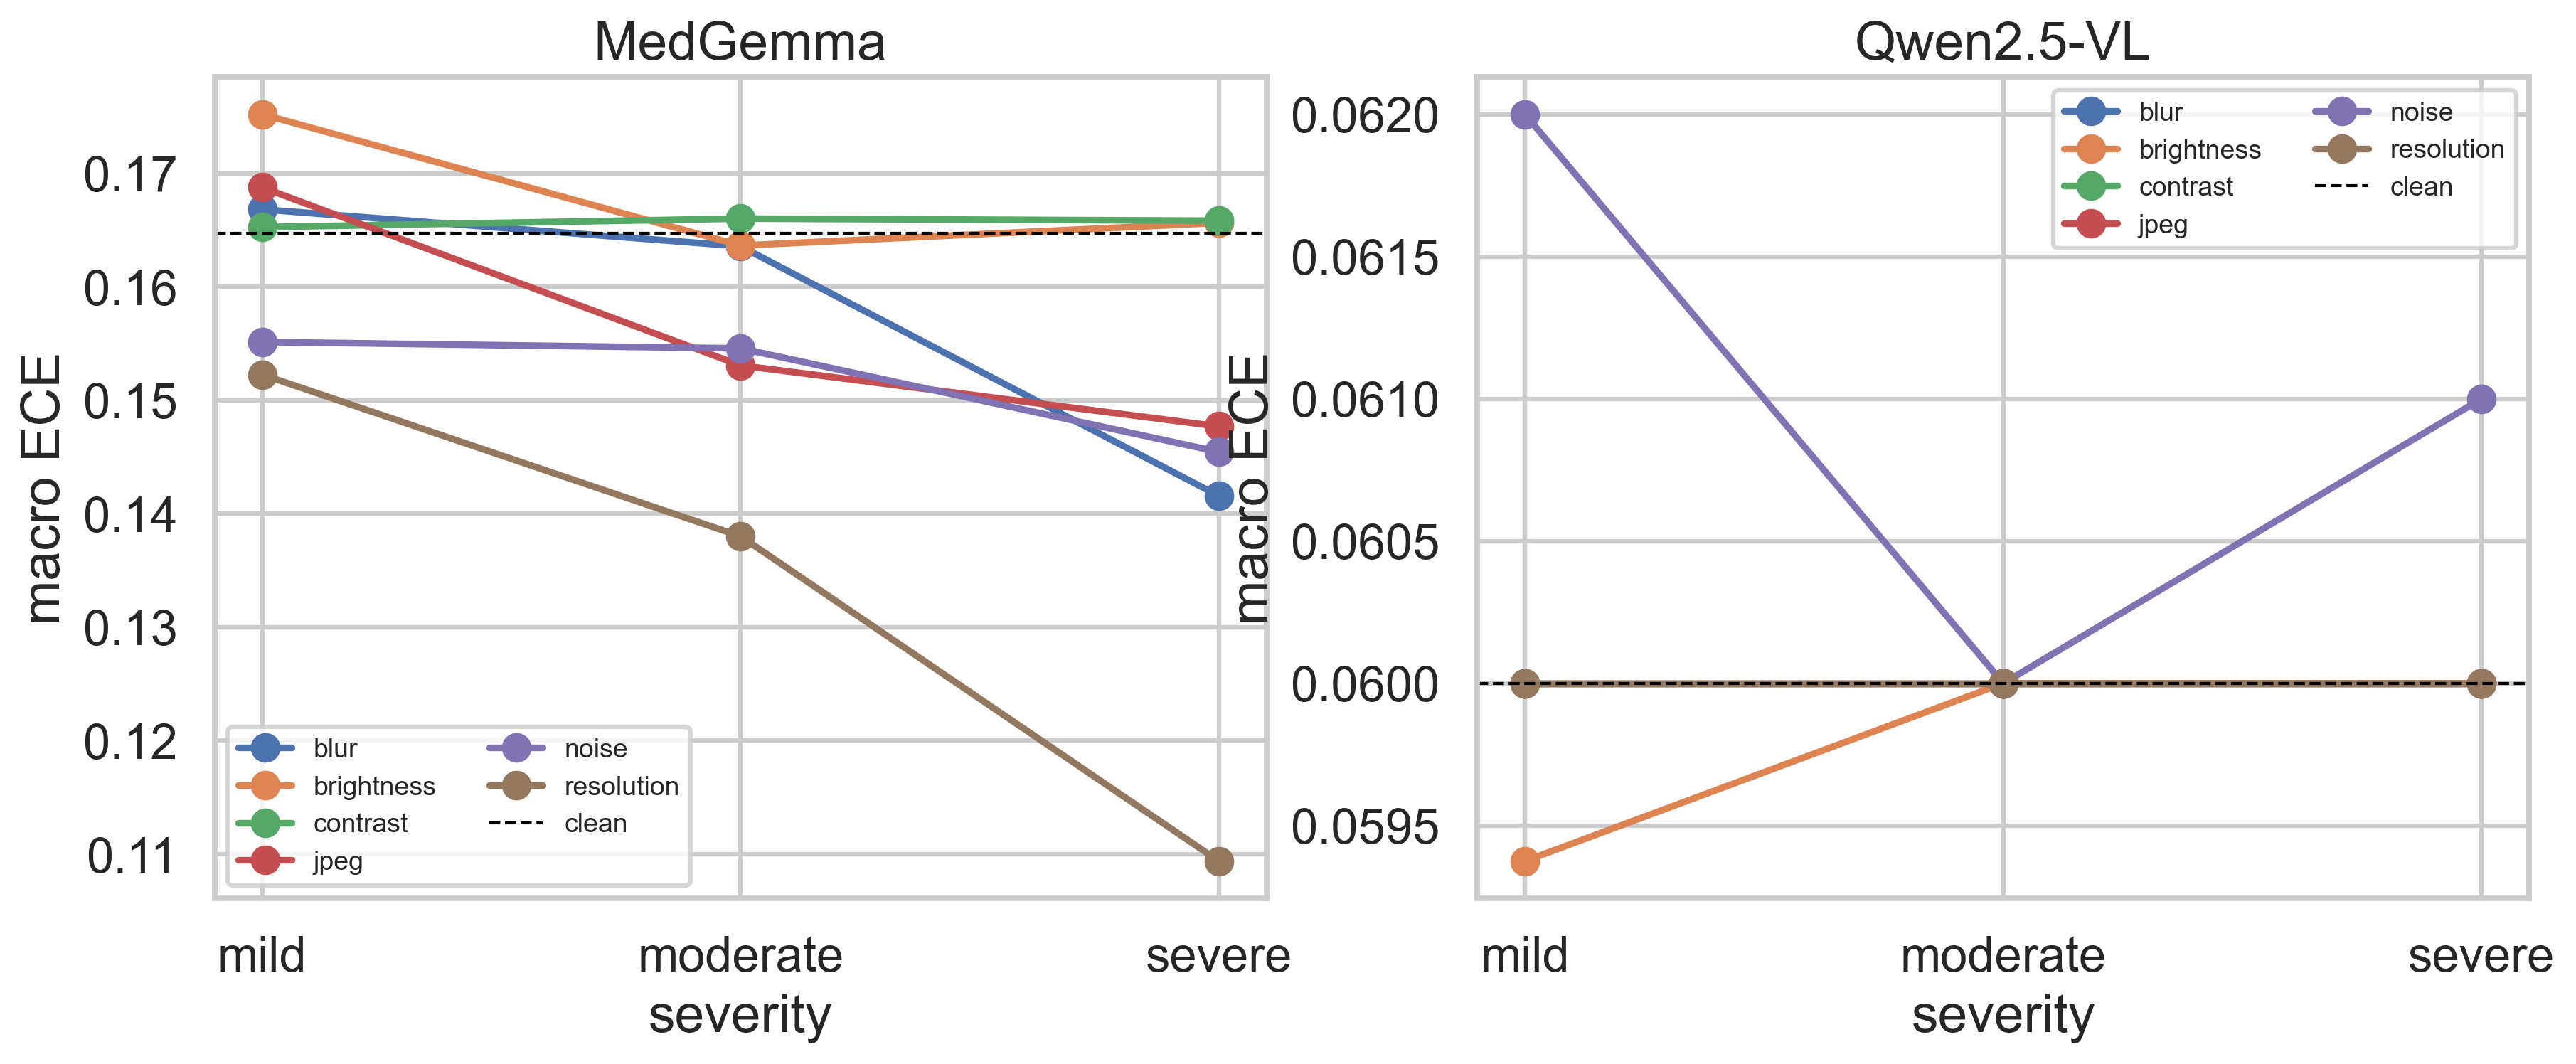 MedGemma
macro ECE
0.17
0.16
0.15
0.14
0.13
0.12
0.11
blur
brightness
contrast
jpeg
noise
resolution
clean
mild
moderate
severe
severity
Qwen2.5-VL
macro ECE
0.0620
0.0615
0.0610
0.0605
0.0600
0.0595
blur
brightness
contrast
jpeg
noise
resolution
clean
mild
moderate
severe
severity